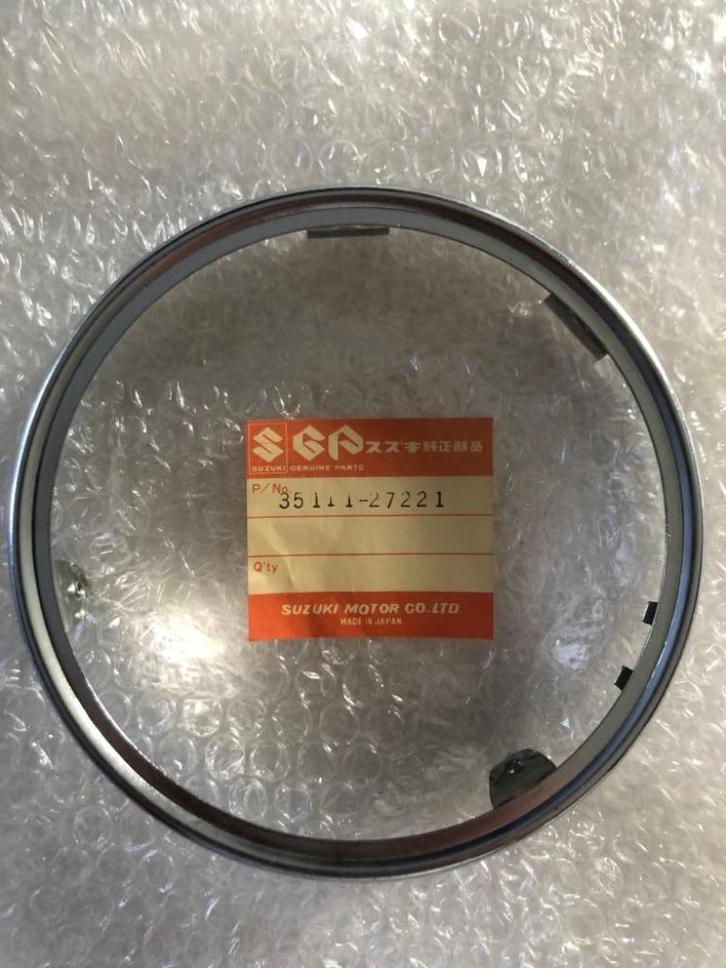 SGP スズキ純正部品
SUZUKI GENUINE PARTS
P/No. 35111-27221
Q'ty
SUZUKI MOTOR CO.,LTD.
MADE IN JAPAN